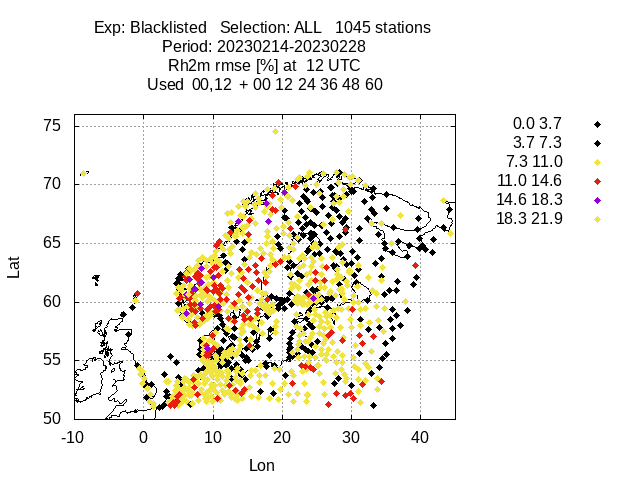 Exp: Blacklisted Selection: ALL 1045 stations
Period: 20230214-20230228
Rh2m rmse [%] at 12 UTC
Used 00,12 + 00 12 24 36 48 60
0.0 3.7
3.7 7.3
7.3 11.0
11.0 14.6
14.6 18.3
18.3 21.9
75
70
65
60
55
50
Lat
-10 0 10 20 30 40
Lon